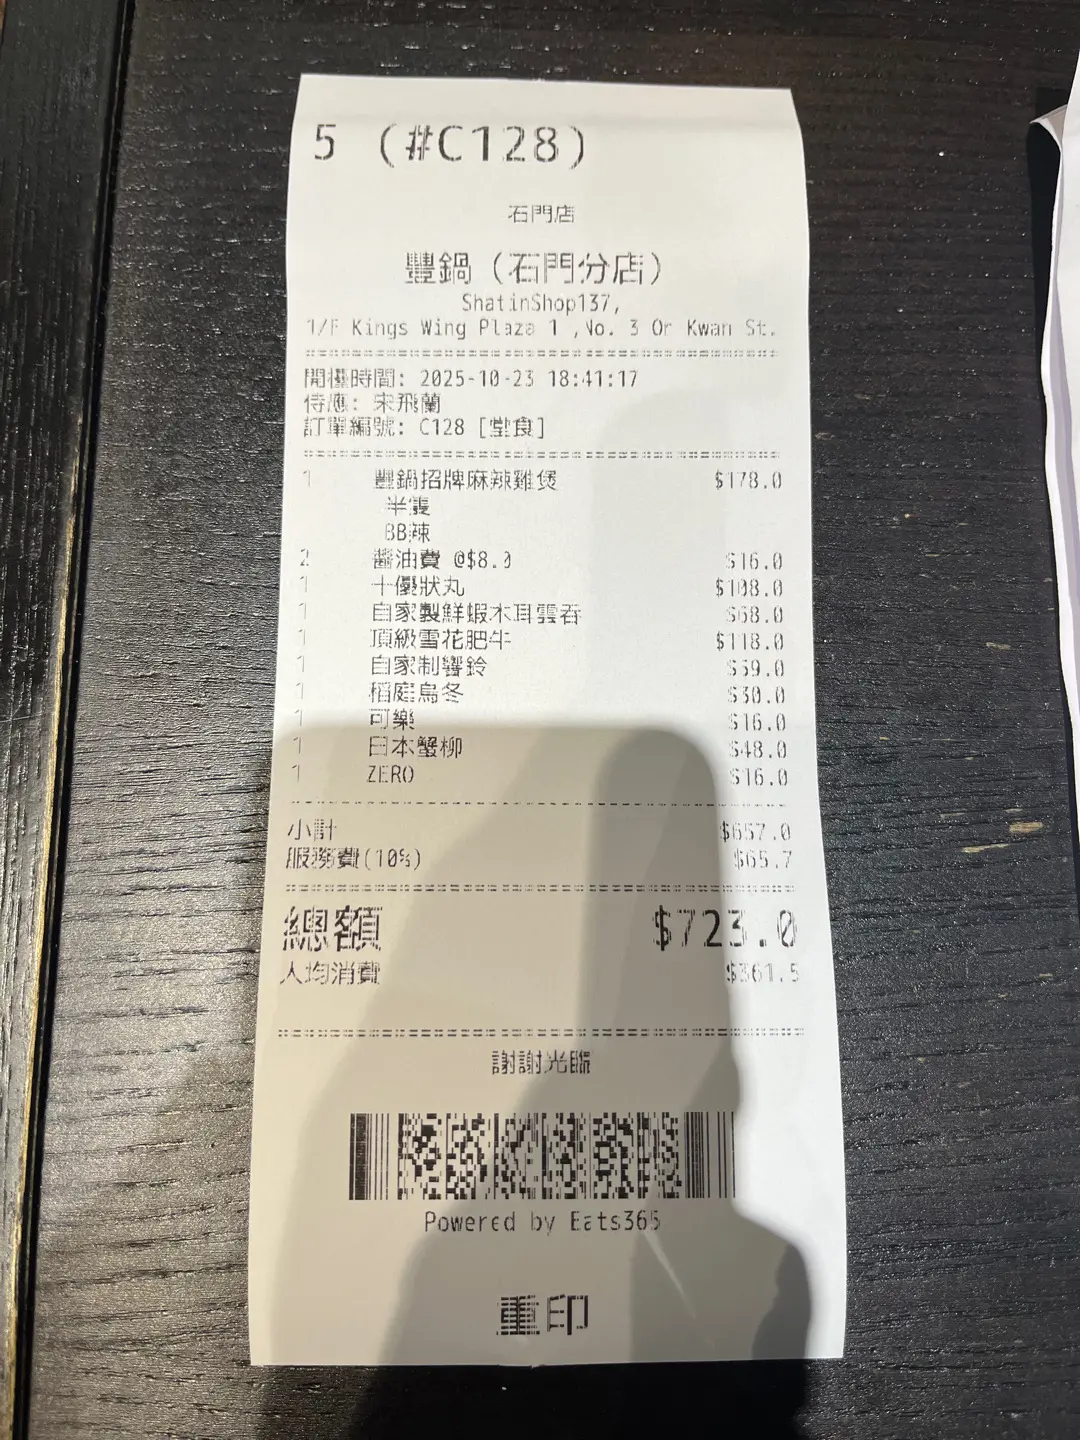 5 (#C128)
石門店
豐鍋（石門分店）
ShatinShop137,
1/F Kings Wing Plaza 1 ,No. 3 On Kwan St.
開檯時間: 2025-10-23 18:41:17
侍應: 宋飛蘭
訂單編號: C128 [堂食]
1 豐鍋招牌麻辣雞煲 $178.0
半隻
BB辣
2 醬油費 @$8.0 $16.0
1 十優狀丸 $108.0
1 自家製鮮蝦木耳雲吞 $68.0
1 頂級雪花肥牛 $118.0
1 自家制響鈴 $59.0
1 稻庭烏冬 $30.0
1 可樂 $16.0
1 日本蟹柳 $48.0
1 ZERO $16.0
小計 $657.0
服務費(10%) $65.7
總額 $723.0
人均消費 $361.5
謝謝光臨
Powered by Eats365
重印